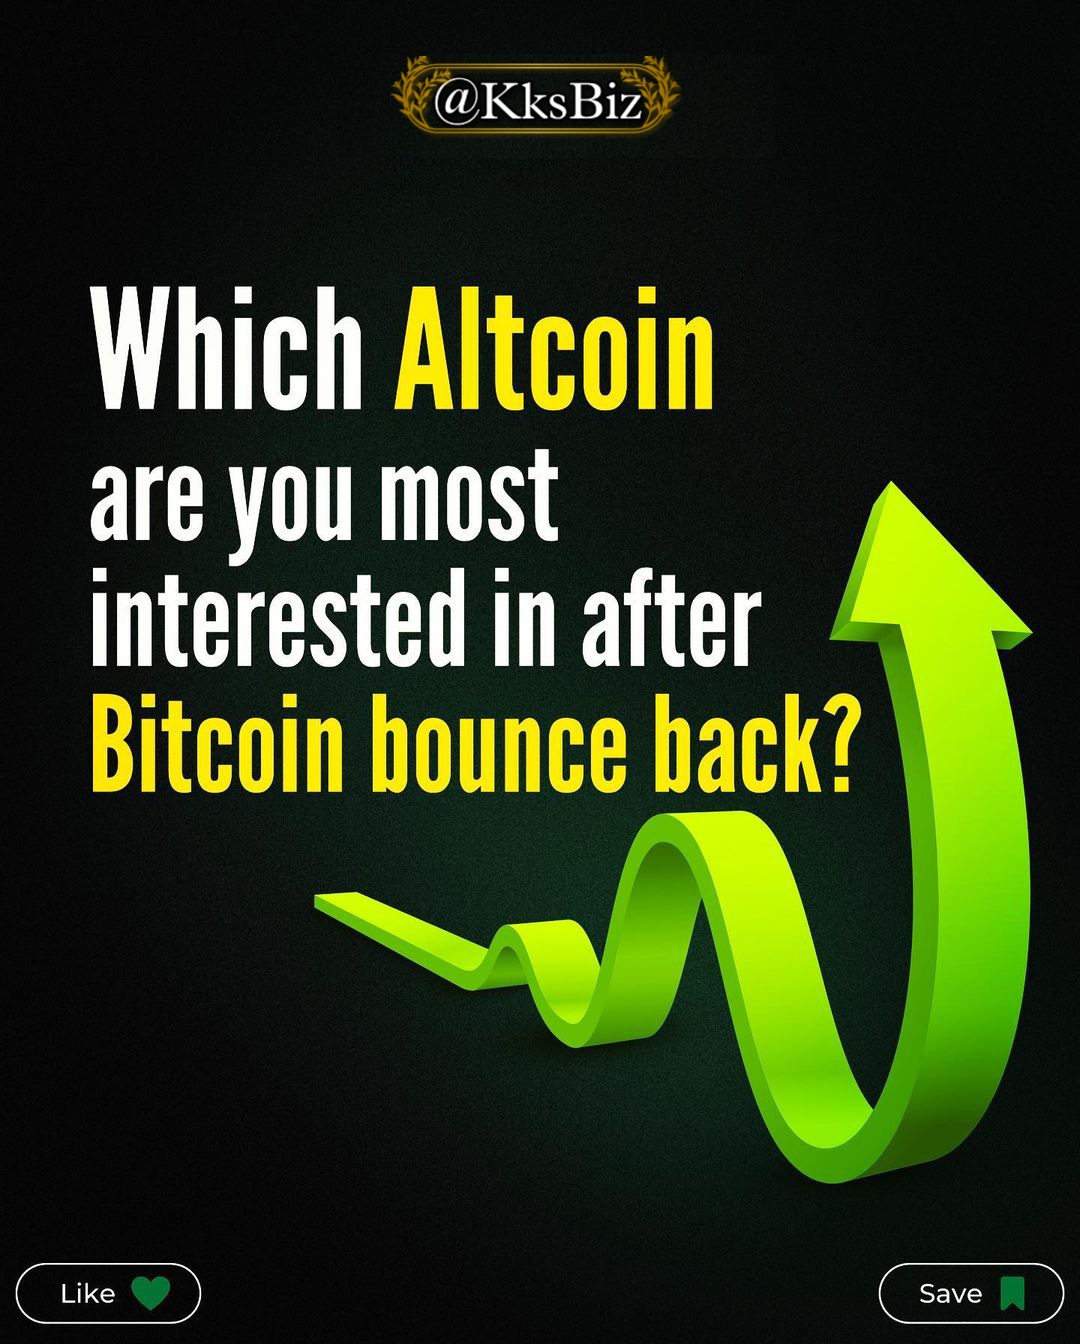 @KksBiz
Which Altcoin
are you most
interested in after
Bitcoin bounce back?
Like
Save